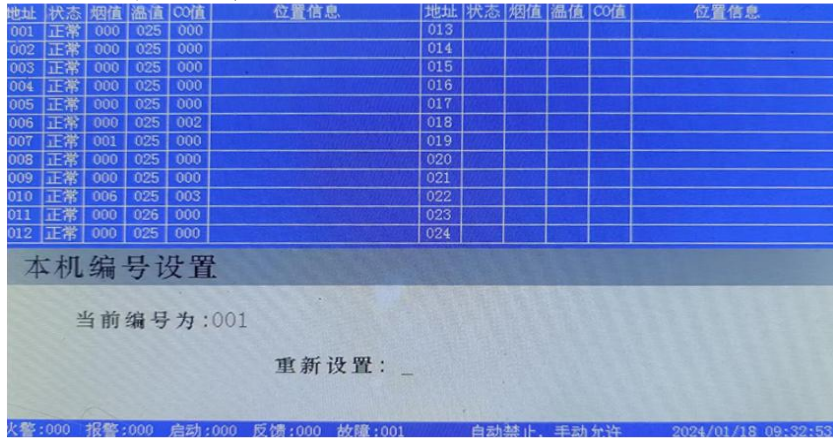 地址 状态 烟值 温值 CO值 位置信息 地址 状态 烟值 温值 CO值 位置信息
001 正常 000 025 000 013
002 正常 000 025 000 014
003 正常 000 025 000 015
004 正常 000 025 000 016
005 正常 000 025 000 017
006 正常 000 025 002 018
007 正常 001 025 000 019
008 正常 000 025 000 020
009 正常 000 025 000 021
010 正常 006 025 003 022
011 正常 000 026 000 023
012 正常 000 025 000 024
本机编号设置
当前编号为:001
重新设置: _
火警:000 报警:000 启动:000 反馈:000 故障:001 自动禁止, 手动允许 2024/01/18 09:32:53